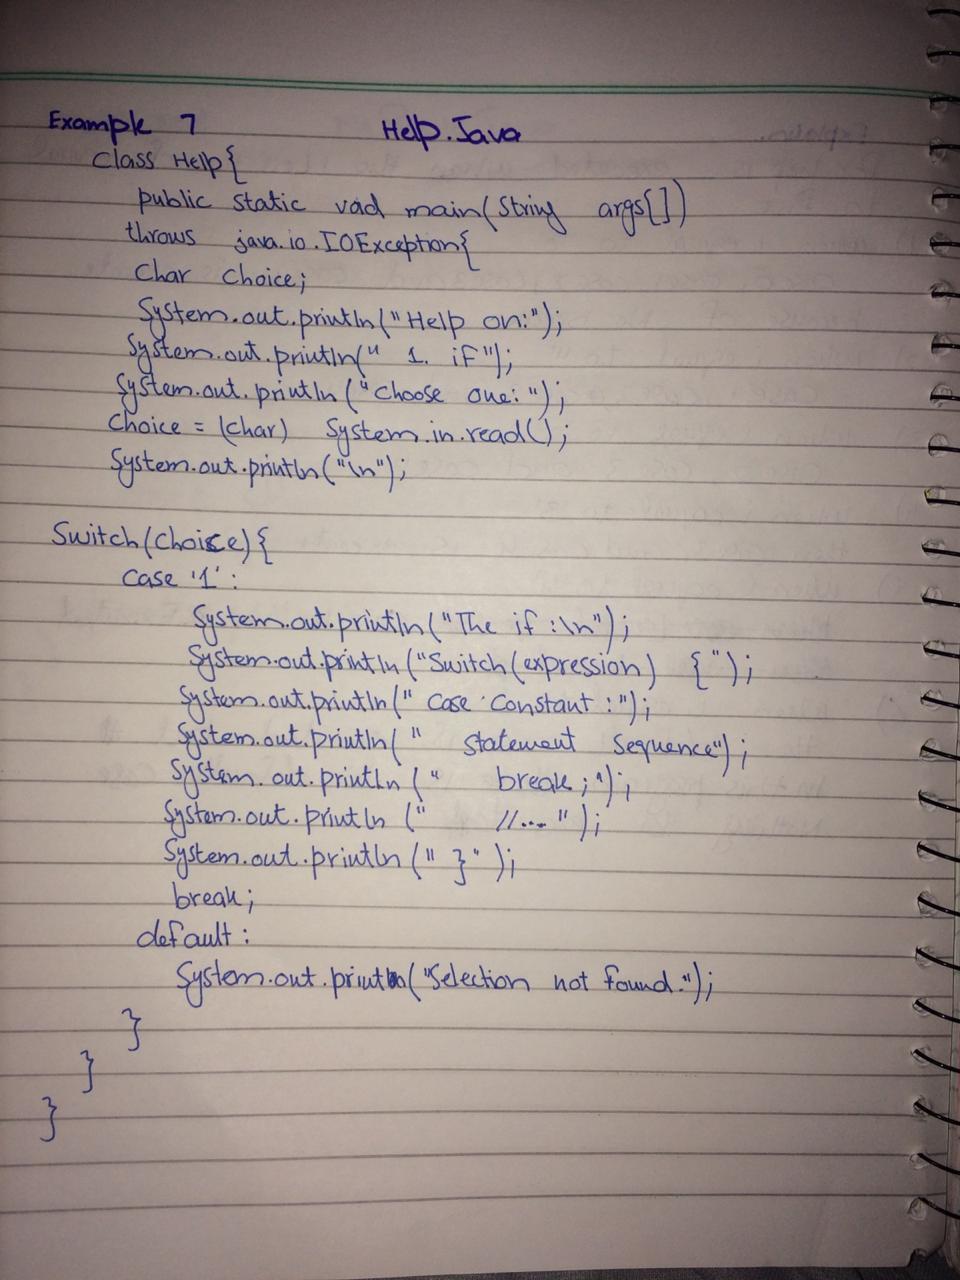 Example 7 Help.Java
class Help{
public static void main(String args[])
throws java.io.IOException{
Char choice;
System.out.println("Help on:");
System.out.println(" 1. if");
System.out.println("Choose one:");
Choice = (char) System.in.read();
System.out.println("\n");
Switch(choice){
case '1':
System.out.println("The if :\n");
System.out.println("Switch(expression) {");
System.out.println(" Case Constant :");
System.out.println(" statement sequence");
System.out.println(" break;");
System.out.println(" //...");
System.out.println(" }");
break;
default:
System.out.println("Selection not found.");
}
}
}